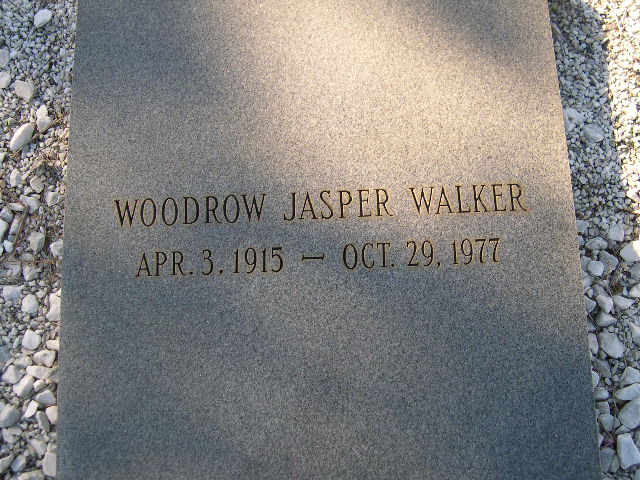 WOODROW JASPER WALKER
APR. 3, 1915 – OCT. 29, 1977